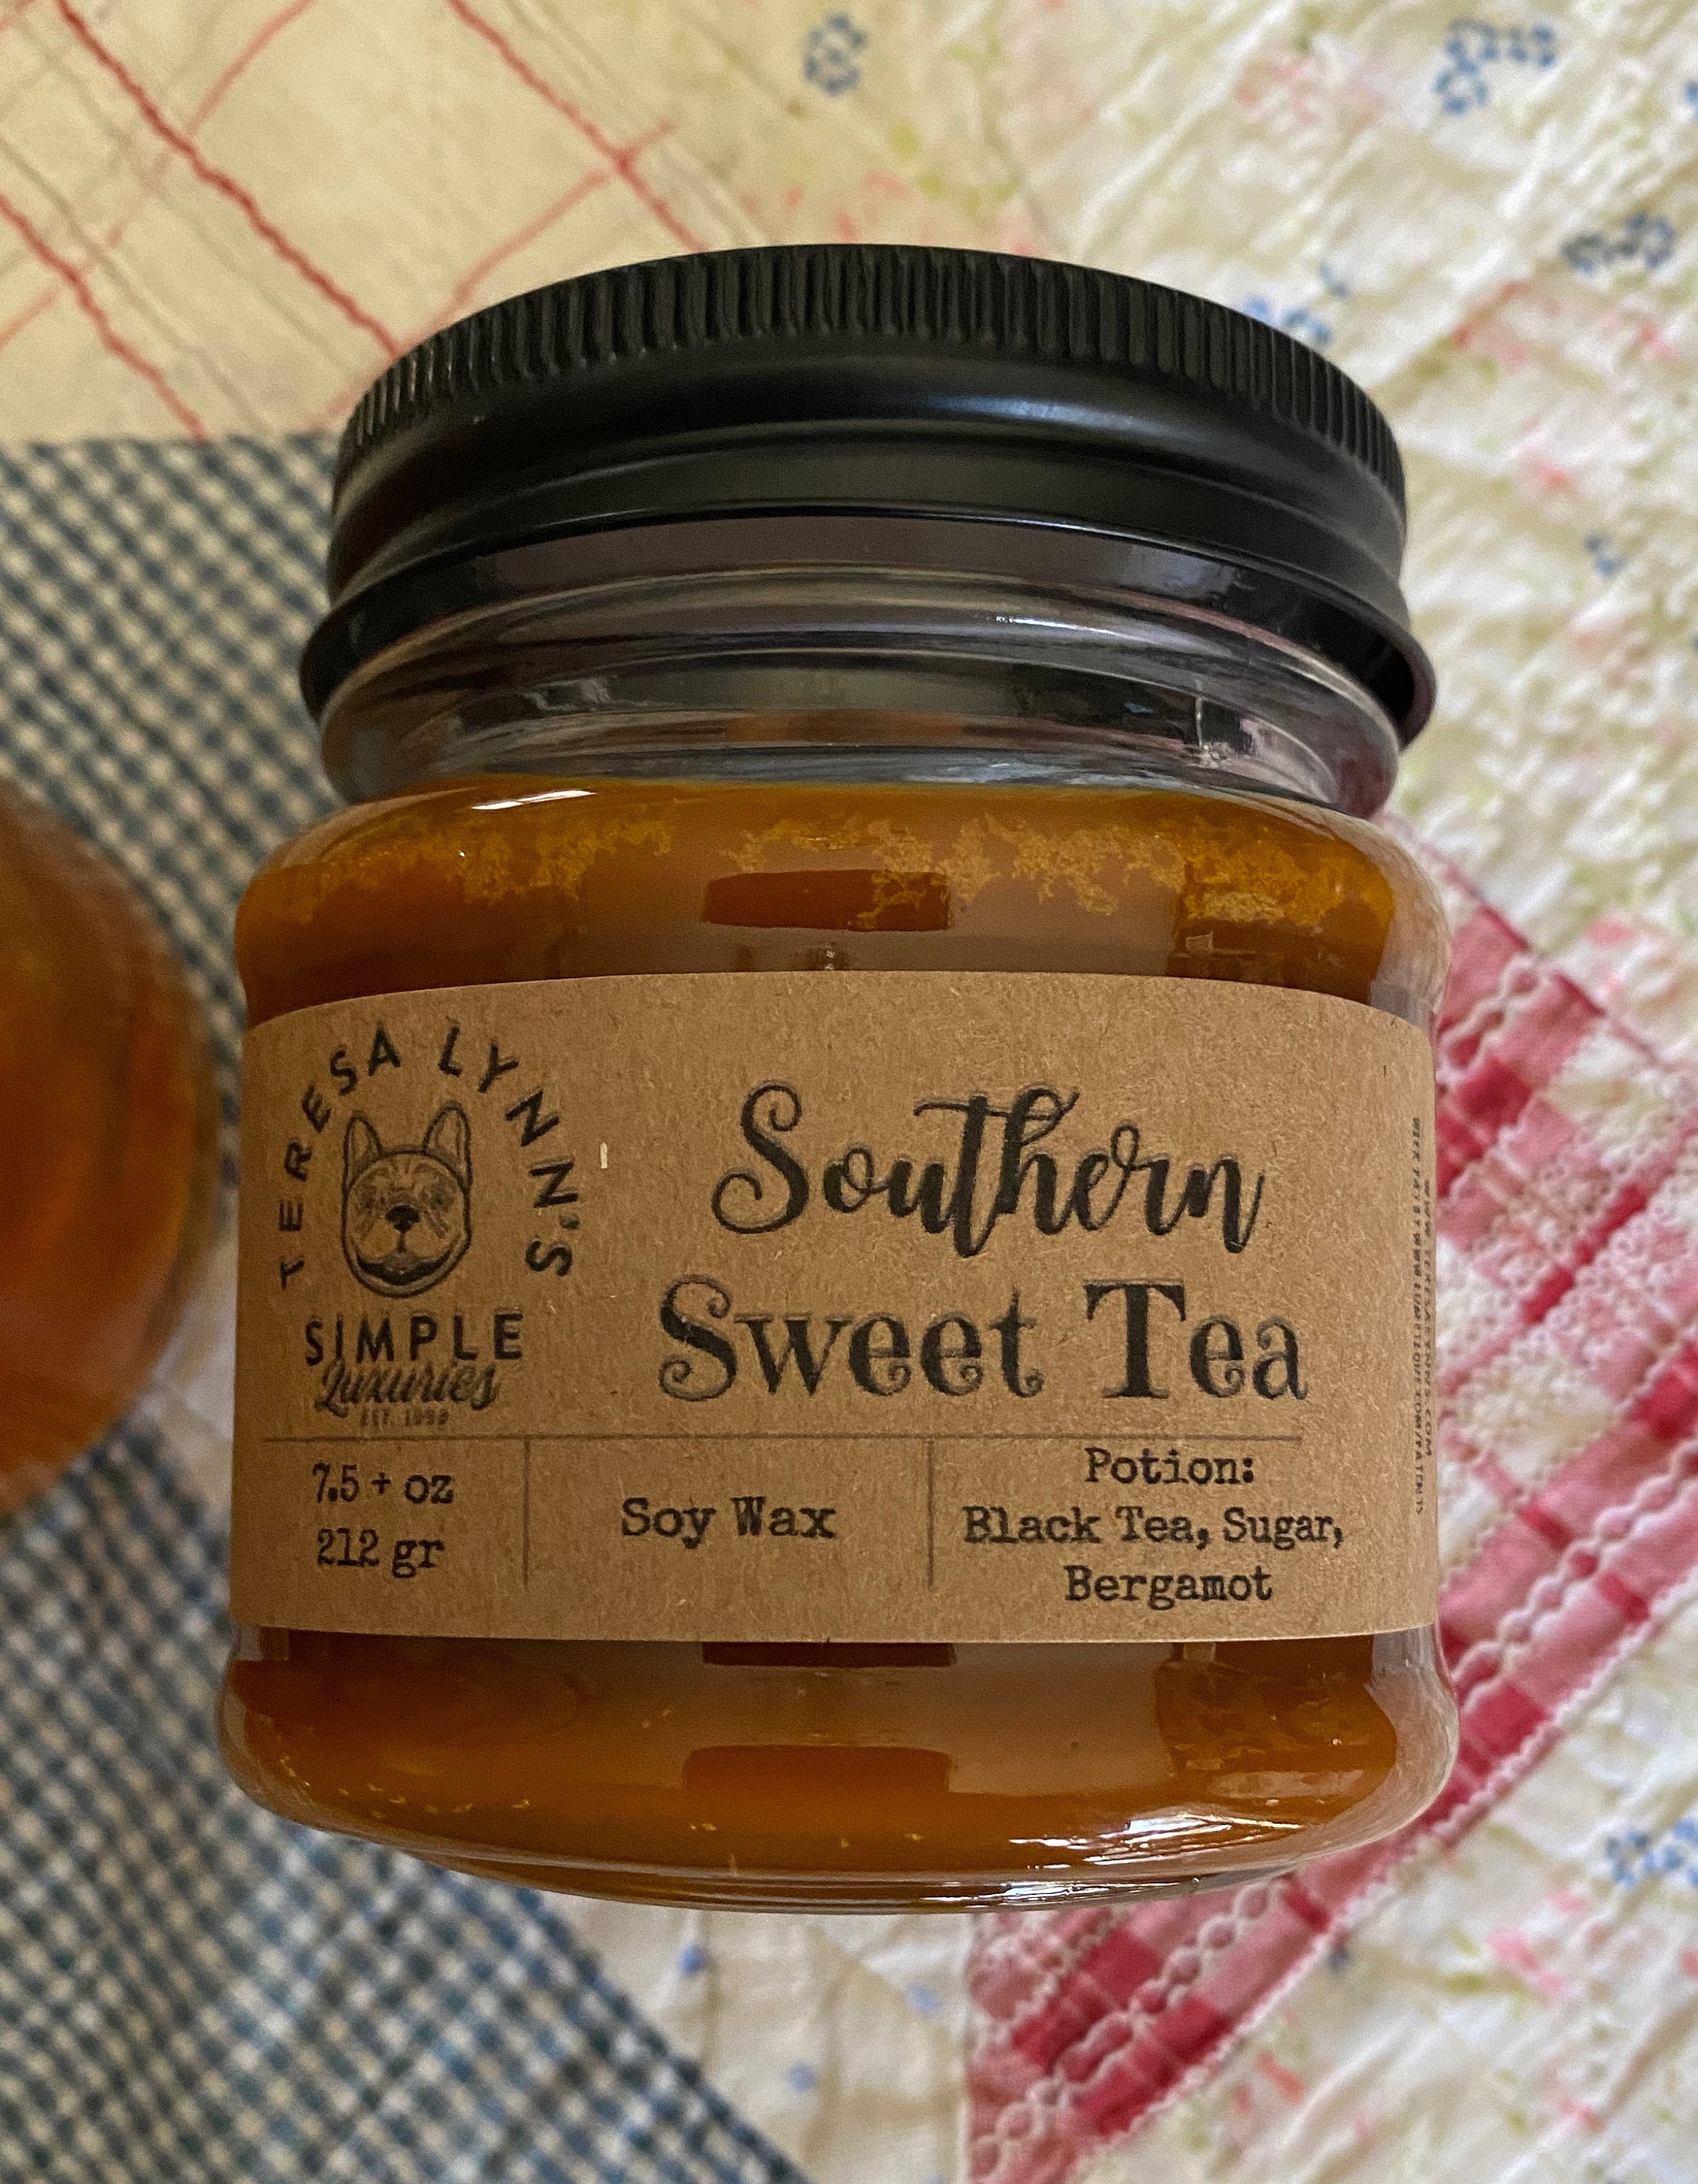 TERESA LYNN'S
SIMPLE
Luxuries
Southern
Sweet Tea
7.5 + oz
212 gr
Soy Wax
Potion:
Black Tea, Sugar,
Bergamot